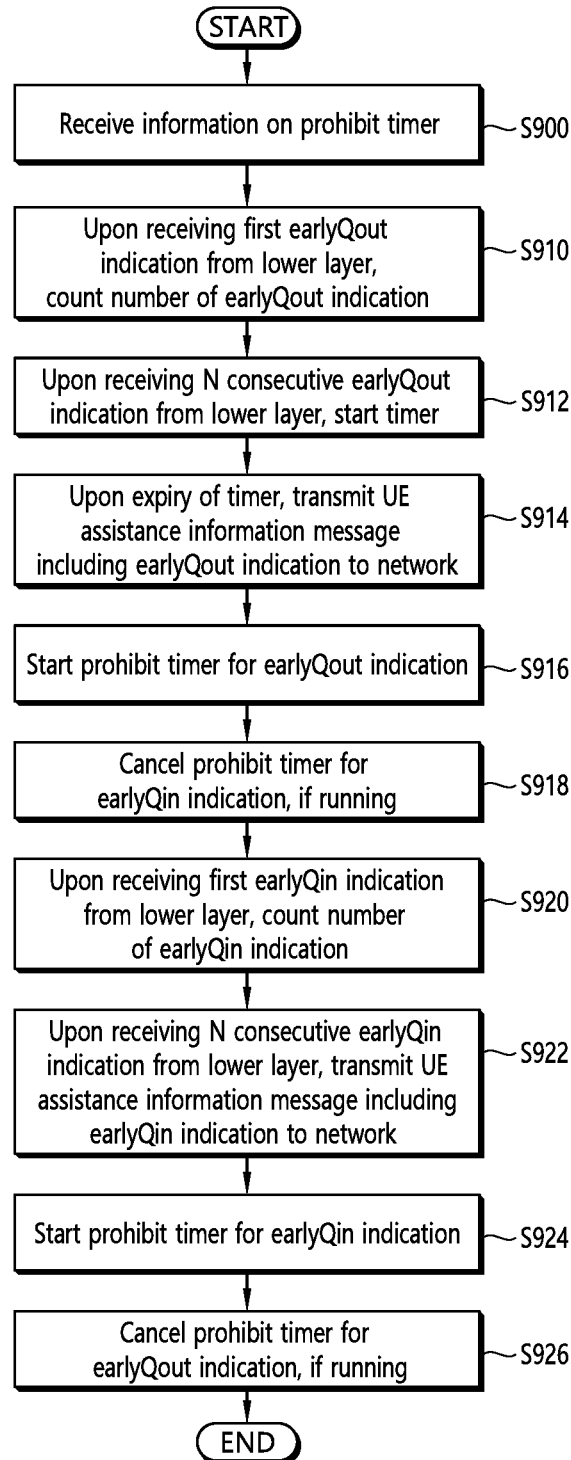 START
Receive information on prohibit timer
S900
Upon receiving first earlyQout
indication from lower layer,
count number of earlyQout indication
S910
Upon receiving N consecutive earlyQout
indication from lower layer, start timer
S912
Upon expiry of timer, transmit UE
assistance information message
including earlyQout indication to network
S914
Start prohibit timer for earlyQout indication
S916
Cancel prohibit timer for
earlyQin indication, if running
S918
Upon receiving first earlyQin indication
from lower layer, count number
of earlyQin indication
S920
Upon receiving N consecutive earlyQin
indication from lower layer, transmit UE
assistance information message including
earlyQin indication to network
S922
Start prohibit timer for earlyQin indication
S924
Cancel prohibit timer for
earlyQout indication, if running
S926
END